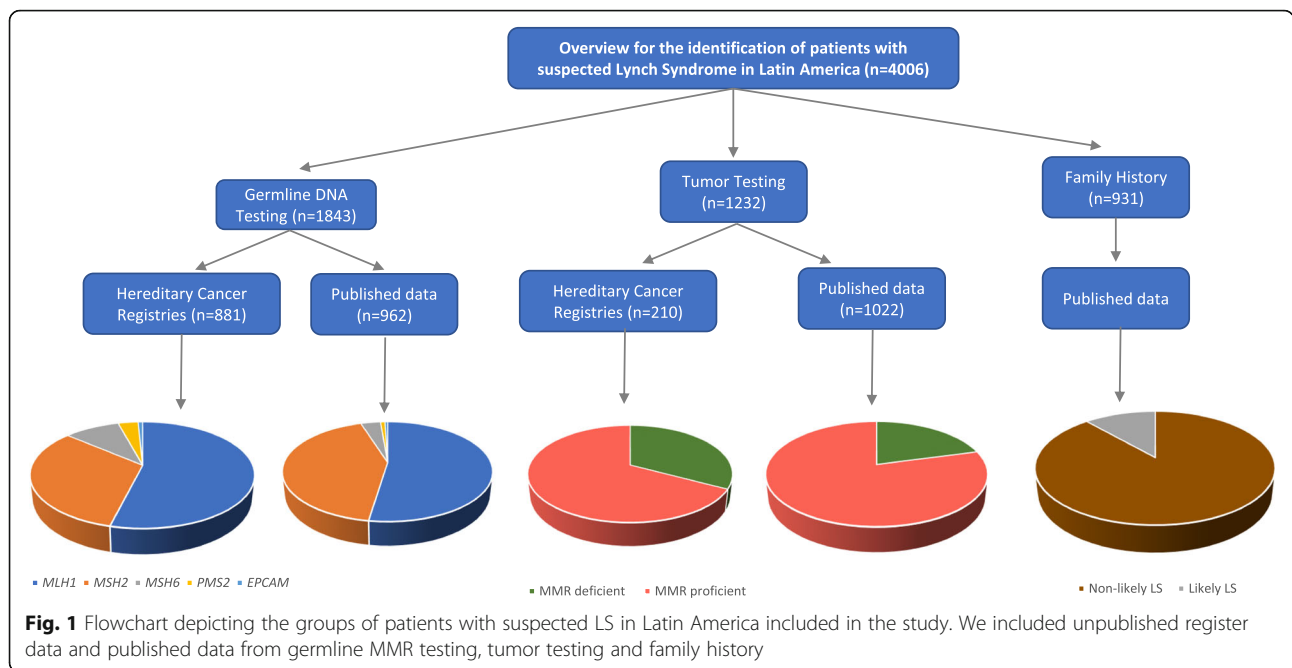 Overview for the identification of patients with
suspected Lynch Syndrome in Latin America (n=4006)
Germline DNA
Testing (n=1843)
Tumor Testing
(n=1232)
Family History
(n=931)
Hereditary Cancer
Registries (n=881)
Published data
(n=962)
Hereditary Cancer
Registries (n=210)
Published data
(n=1022)
Published data
MLH1 MSH2 MSH6 PMS2 EPCAM
MMR deficient MMR proficient
Non-likely LS Likely LS
Fig. 1 Flowchart depicting the groups of patients with suspected LS in Latin America included in the study. We included unpublished register
data and published data from germline MMR testing, tumor testing and family history